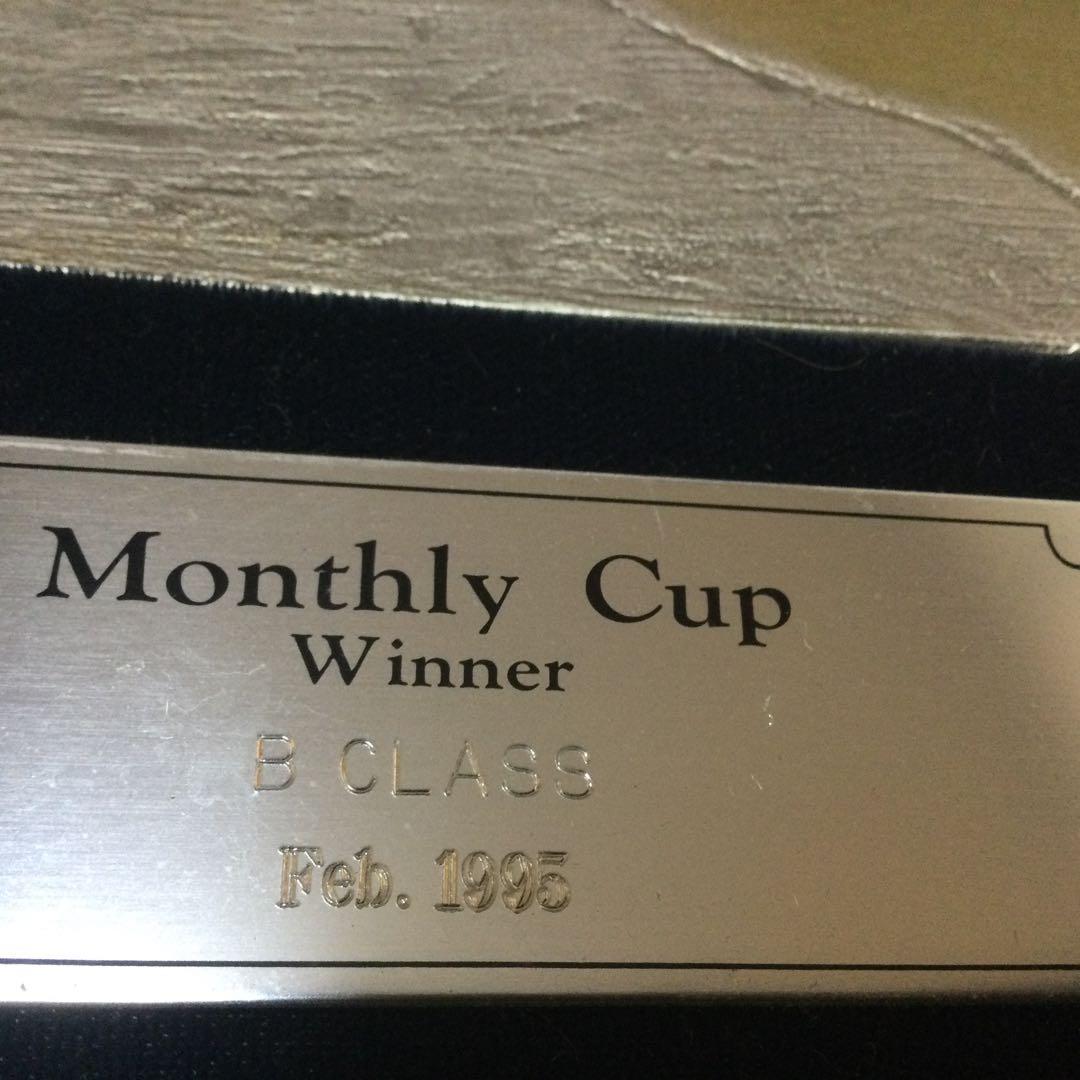 Monthly Cup
Winner
B CLASS
Feb. 1995